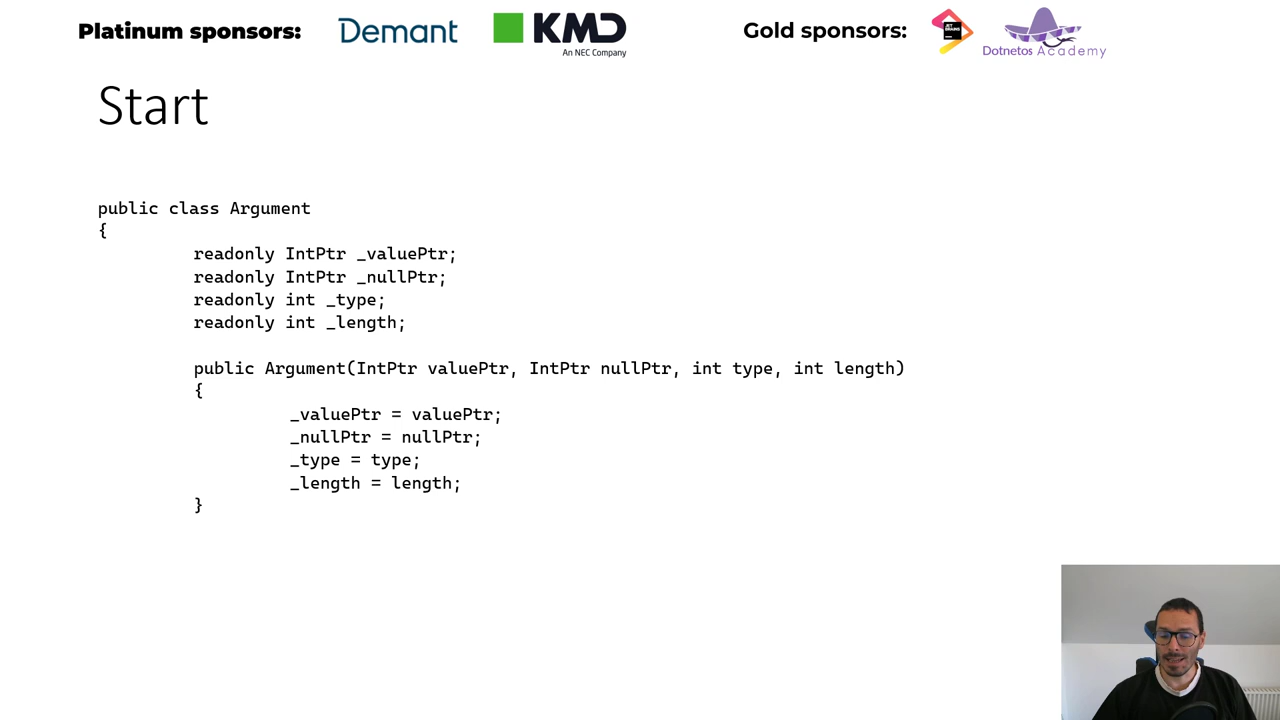 Platinum sponsors:
Demant
KMD
An NEC Company
Gold sponsors:
JET
BRAINS
Dotnetos Academy
Start
public class Argument
{
readonly IntPtr _valuePtr;
readonly IntPtr _nullPtr;
readonly int _type;
readonly int _length;
public Argument(IntPtr valuePtr, IntPtr nullPtr, int type, int length)
{
_valuePtr = valuePtr;
_nullPtr = nullPtr;
_type = type;
_length = length;
}